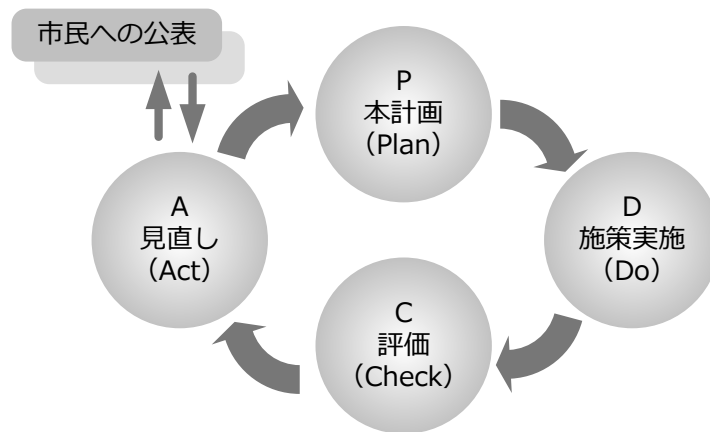 市民への公表
P
本計画
（Plan）
A
見直し
（Act）
D
施策実施
（Do）
C
評価
（Check）